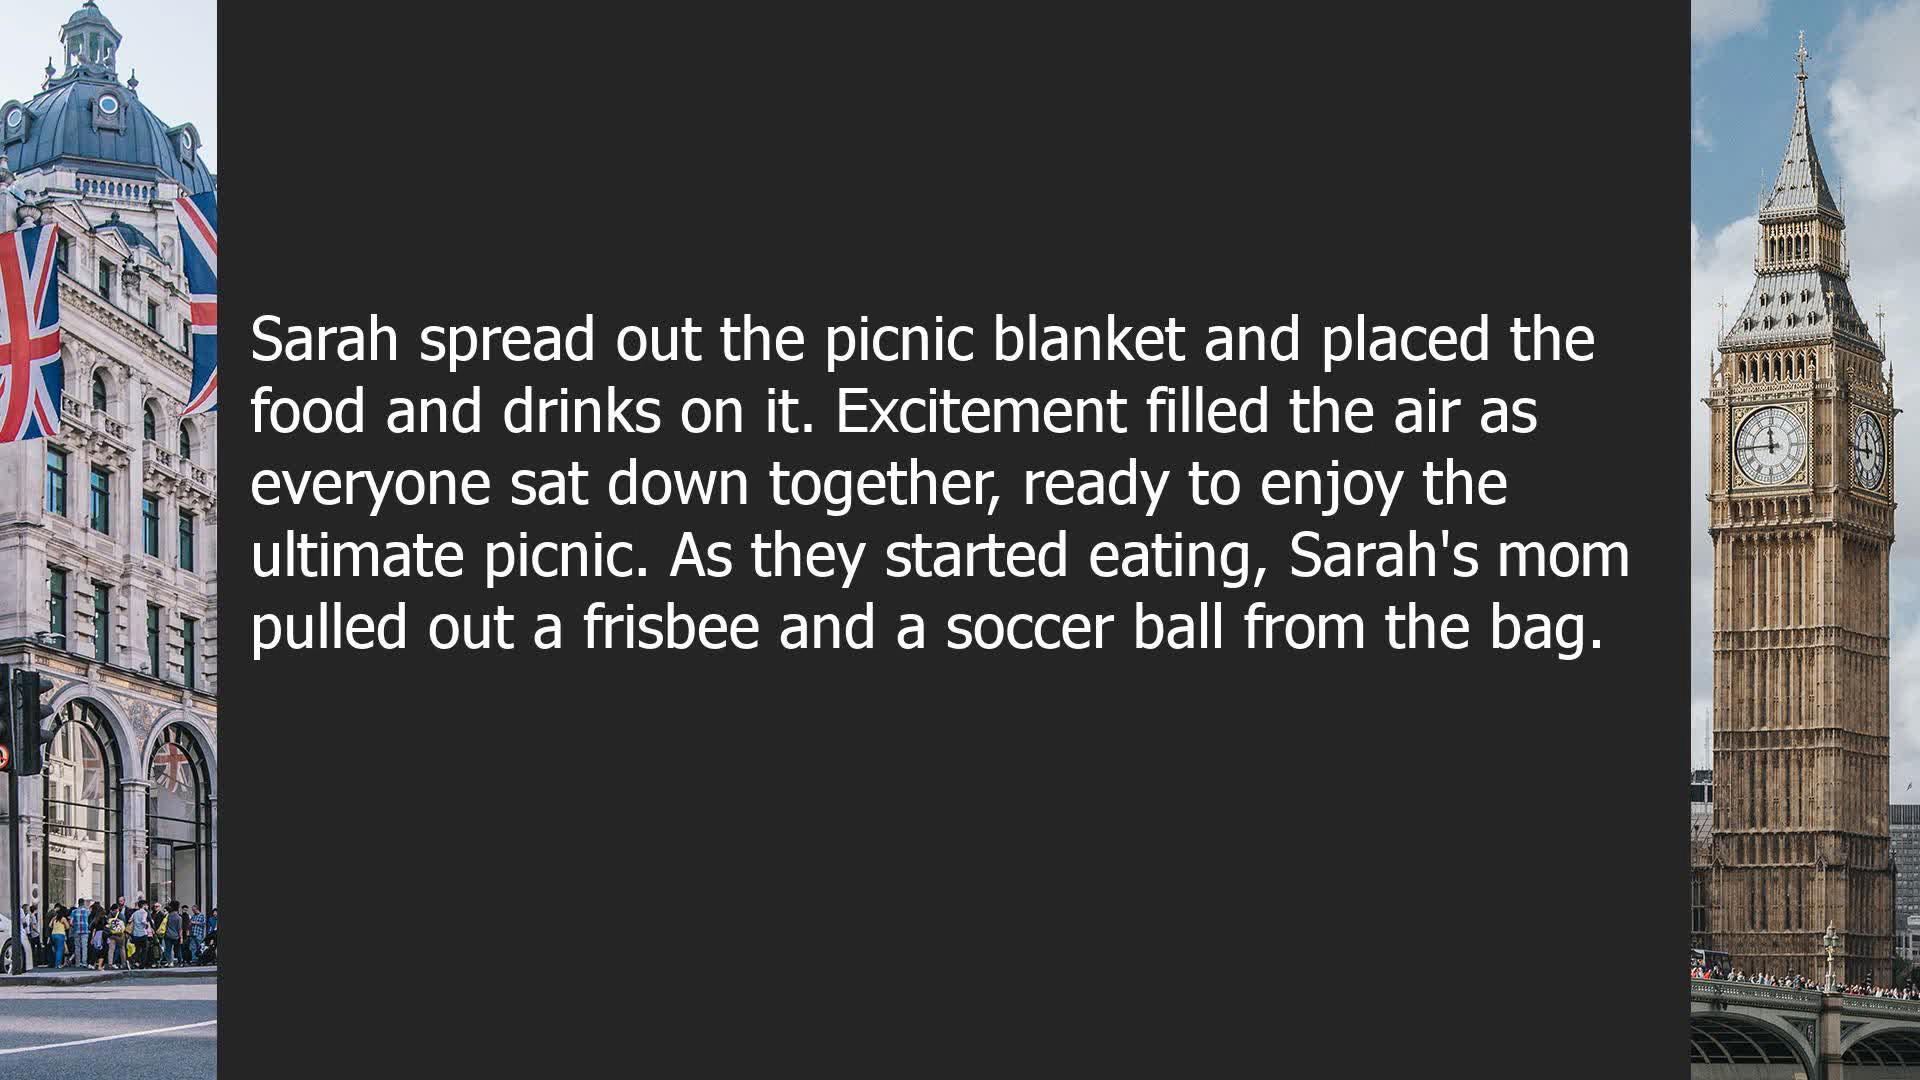 Sarah spread out the picnic blanket and placed the
food and drinks on it. Excitement filled the air as
everyone sat down together, ready to enjoy the
ultimate picnic. As they started eating, Sarah's mom
pulled out a frisbee and a soccer ball from the bag.